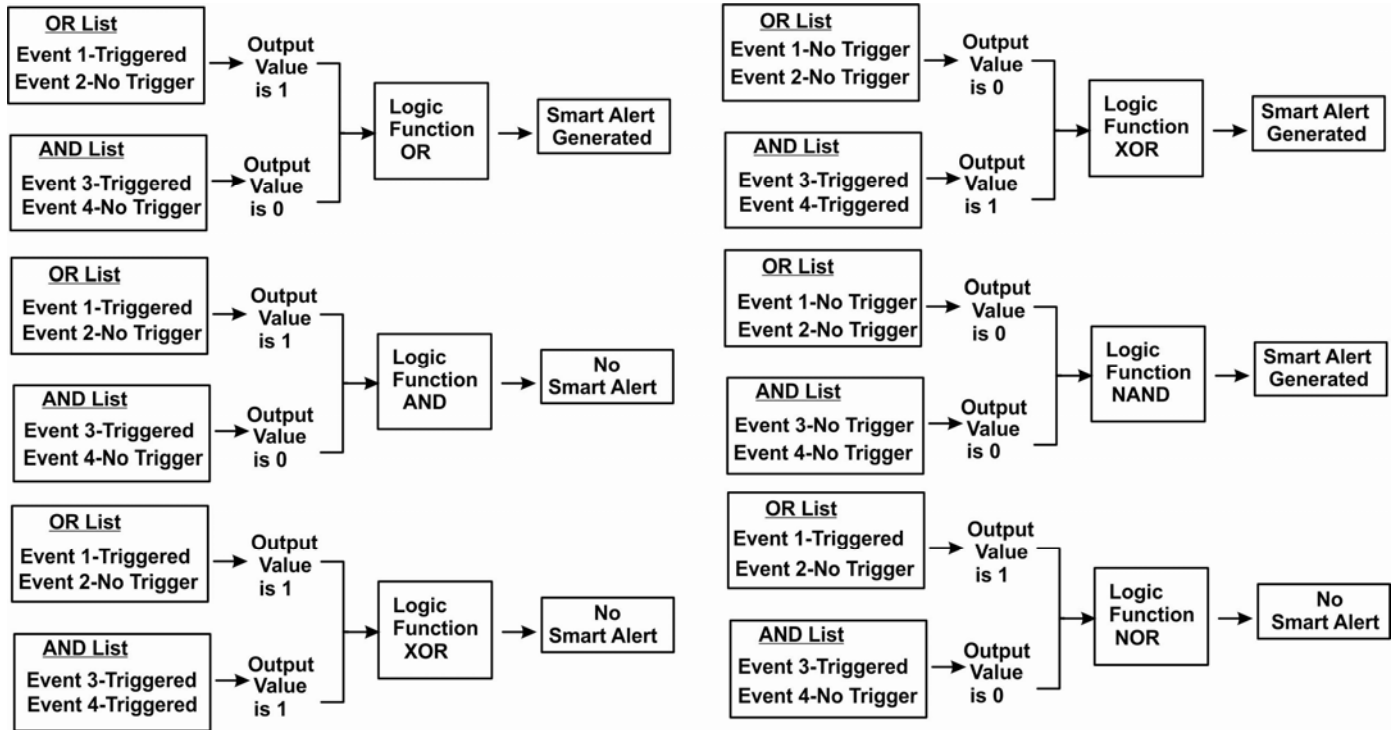 OR List
Event 1-Triggered
Event 2-No Trigger
Output
Value
is 1
AND List
Event 3-Triggered
Event 4-No Trigger
Output
Value
is 0
Logic
Function
OR
Smart Alert
Generated
OR List
Event 1-Triggered
Event 2-No Trigger
Output
Value
is 1
AND List
Event 3-Triggered
Event 4-No Trigger
Output
Value
is 0
Logic
Function
AND
No
Smart Alert
OR List
Event 1-Triggered
Event 2-No Trigger
Output
Value
is 1
AND List
Event 3-Triggered
Event 4-Triggered
Output
Value
is 1
Logic
Function
XOR
No
Smart Alert
OR List
Event 1-No Trigger
Event 2-No Trigger
Output
Value
is 0
AND List
Event 3-Triggered
Event 4-Triggered
Output
Value
is 1
Logic
Function
XOR
Smart Alert
Generated
OR List
Event 1-No Trigger
Event 2-No Trigger
Output
Value
is 0
AND List
Event 3-No Trigger
Event 4-No Trigger
Output
Value
is 0
Logic
Function
NAND
Smart Alert
Generated
OR List
Event 1-Triggered
Event 2-No Trigger
Output
Value
is 1
AND List
Event 3-Triggered
Event 4-No Trigger
Output
Value
is 0
Logic
Function
NOR
No
Smart Alert